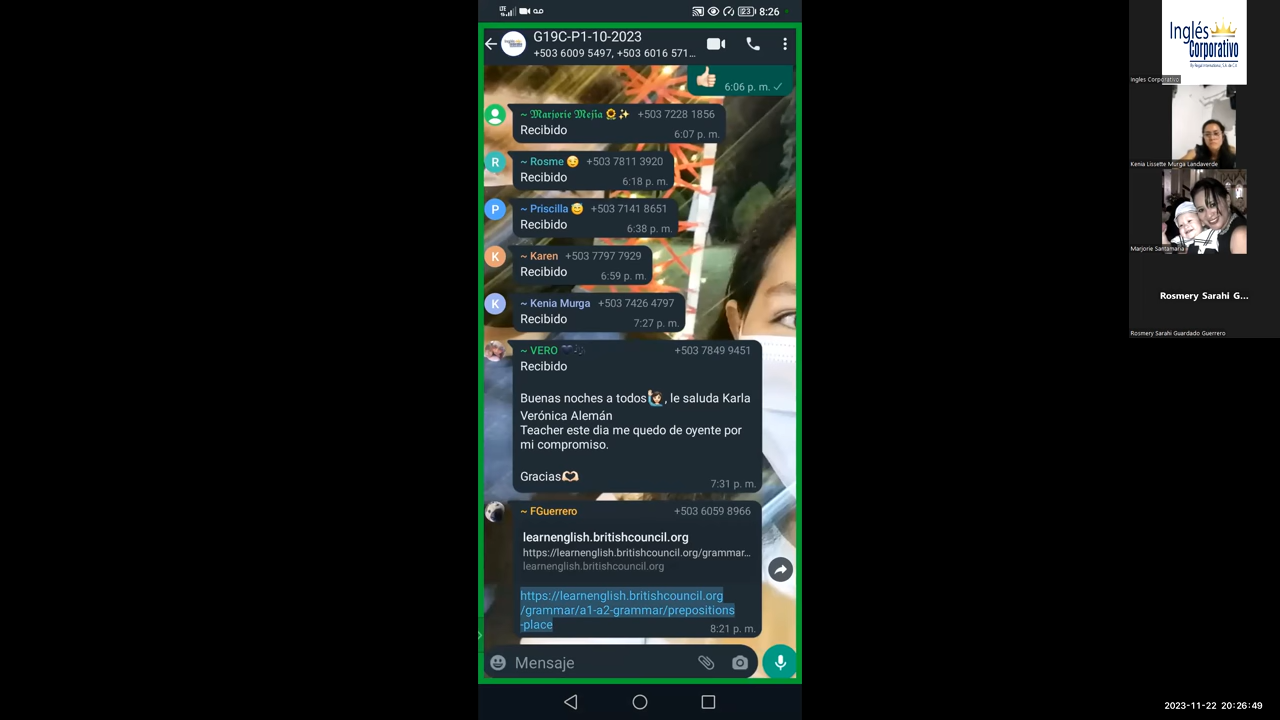 LTE
23
8:26
G19C-P1-10-2023
+503 6009 5497, +503 6016 571...
6:06 p. m.
~ Marjorie Mejía 🌻✨ +503 7228 1856
Recibido
6:07 p. m.
R
~ Rosme 😉 +503 7811 3920
Recibido
6:18 p. m.
P
~ Priscilla 😅 +503 7141 8651
Recibido
6:38 p. m.
K
~ Karen +503 7797 7929
Recibido
6:59 p. m.
K
~ Kenia Murga +503 7426 4797
Recibido
7:27 p. m.
~ VERO +503 7849 9451
Recibido
Buenas noches a todos🙋🏻‍♀️, le saluda Karla
Verónica Alemán
Teacher este dia me quedo de oyente por
mi compromiso.
Gracias🫶🏻
7:31 p. m.
~ FGuerrero +503 6059 8966
learnenglish.britishcouncil.org
https://learnenglish.britishcouncil.org/grammar...
learnenglish.britishcouncil.org
https://learnenglish.britishcouncil.org
/grammar/a1-a2-grammar/prepositions
-place
8:21 p. m.
Mensaje
Inglés
Corporativo
Ingles Corporativo
Kenia Lissette Murga Landaverde
Marjorie Santamaria
Rosmery Sarahi G...
Rosmery Sarahi Guardado Guerrero
2023-11-22 20:26:49